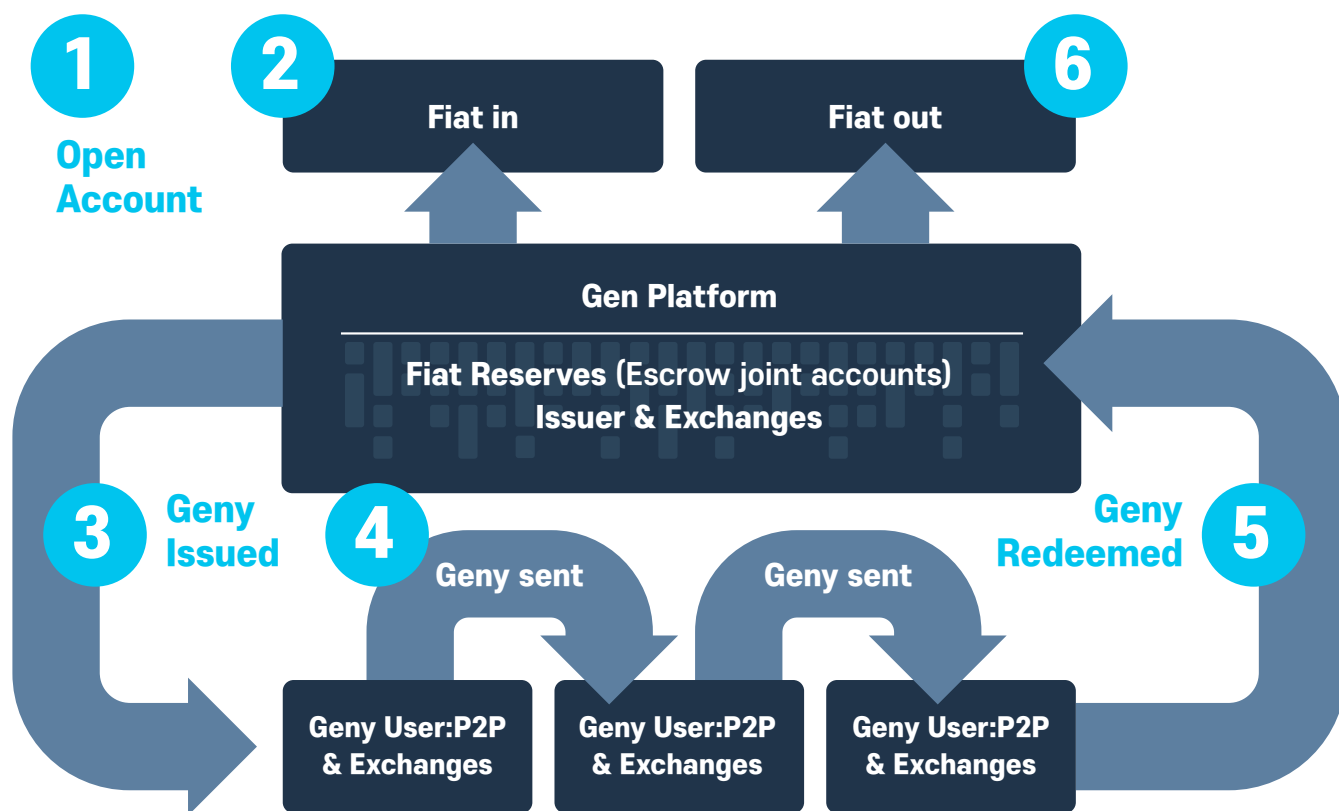 1
Open
Account
2
Fiat in
6
Fiat out
Gen Platform
Fiat Reserves (Escrow joint accounts)
Issuer & Exchanges
3
Geny
Issued
4
Geny sent
Geny sent
Geny
Redeemed
5
Geny User:P2P
& Exchanges
Geny User:P2P
& Exchanges
Geny User:P2P
& Exchanges